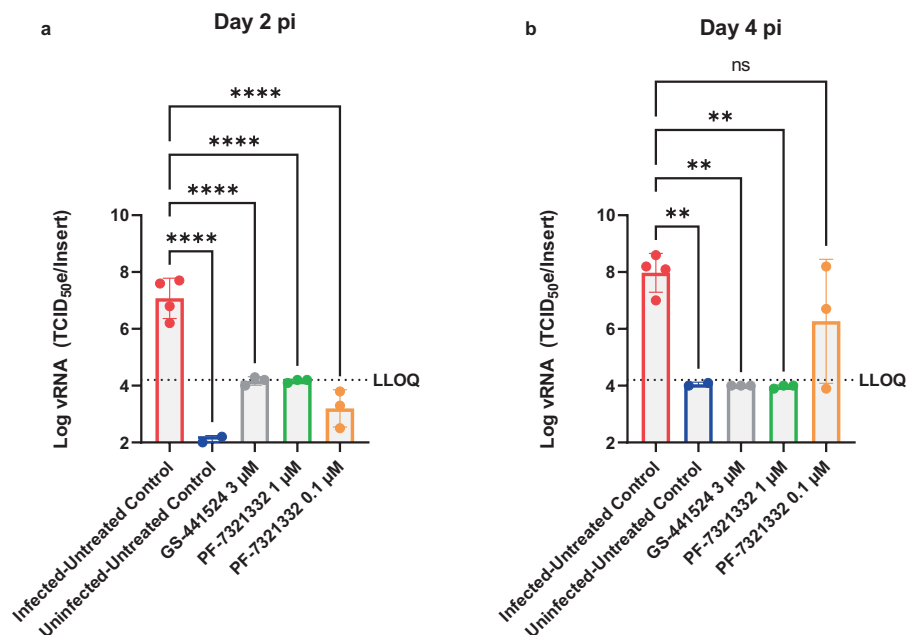 a
Day 2 pi
****
****
****
****
Log vRNA (TCID50e/Insert)
10
8
6
4
2
LLOQ
Infected-Untreated Control
Uninfected-Untreated Control
GS-441524 3 µM
PF-7321332 1 µM
PF-7321332 0.1 µM
b
Day 4 pi
ns
**
**
**
Log vRNA (TCID50e/Insert)
10
8
6
4
2
LLOQ
Infected-Untreated Control
Uninfected-Untreated Control
GS-441524 3 µM
PF-7321332 1 µM
PF-7321332 0.1 µM